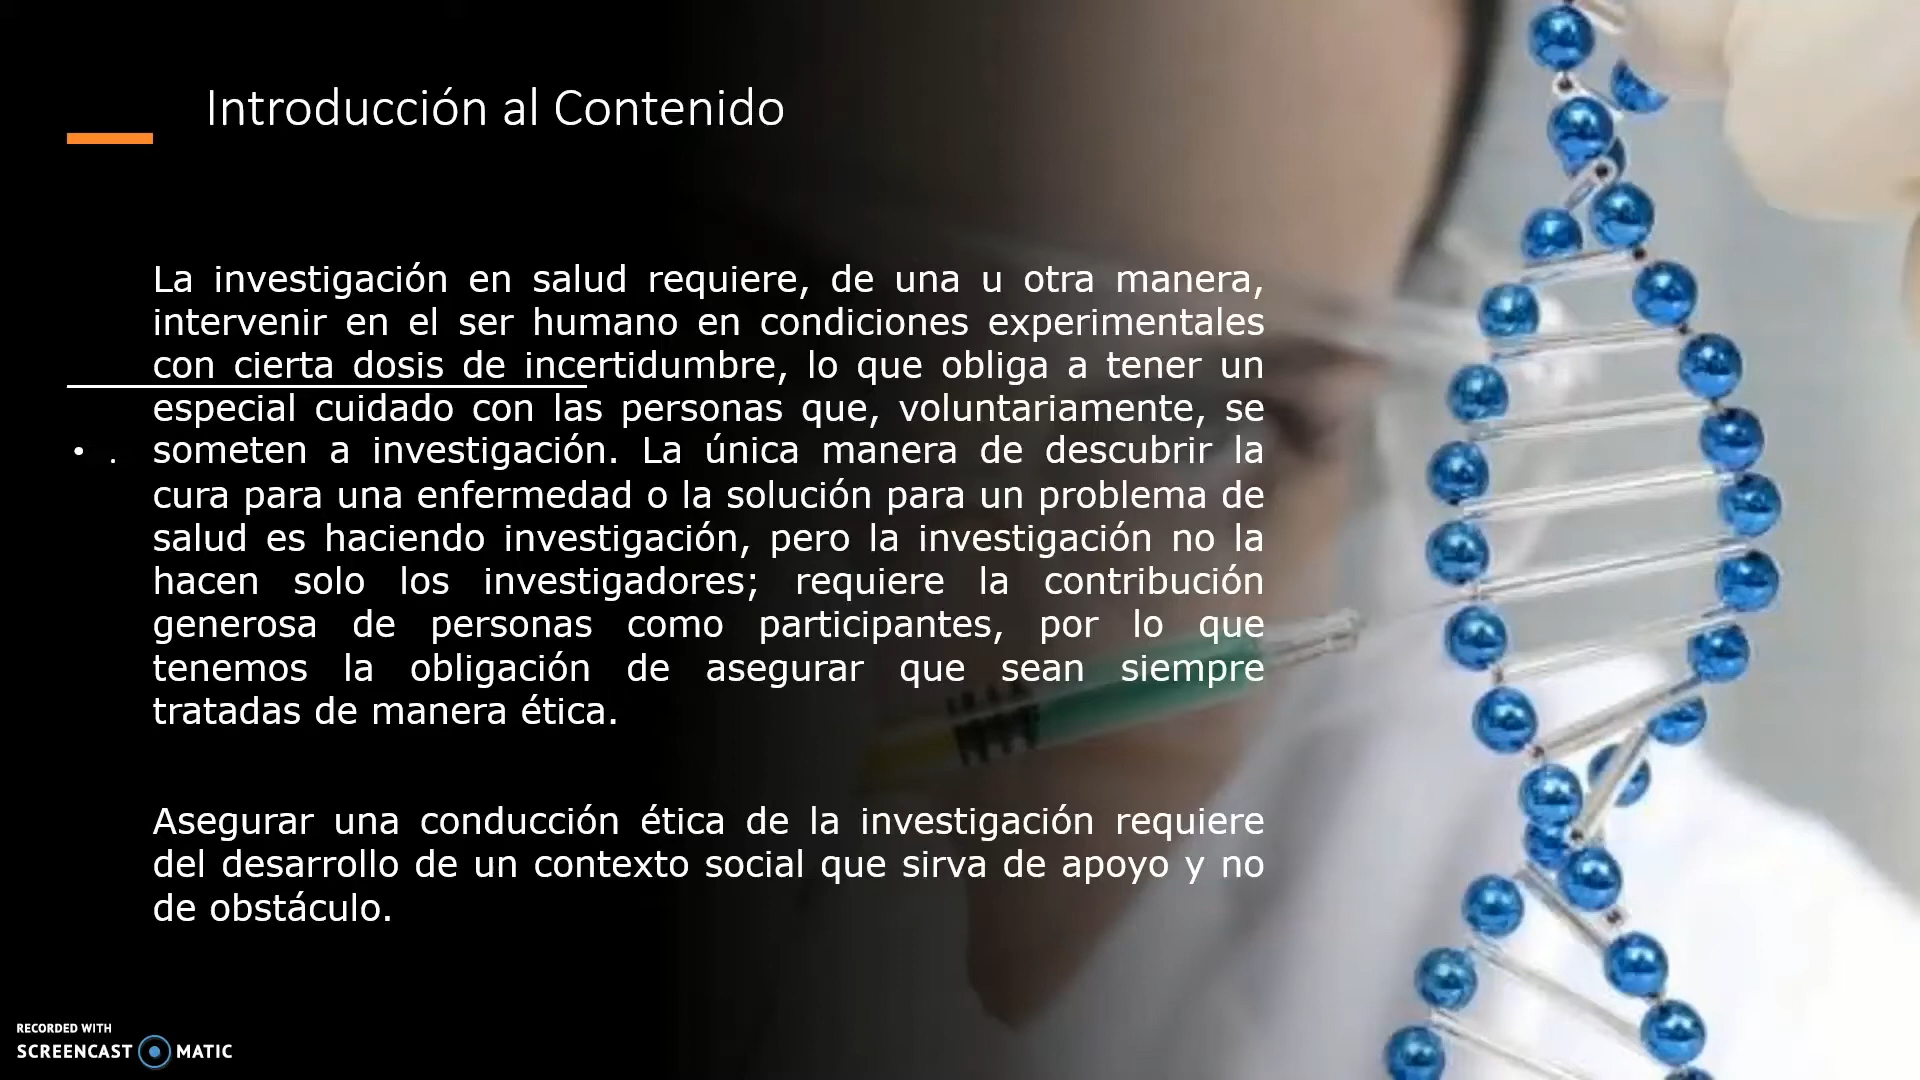 Introducción al Contenido
La investigación en salud requiere, de una u otra manera,
intervenir en el ser humano en condiciones experimentales
con cierta dosis de incertidumbre, lo que obliga a tener un
especial cuidado con las personas que, voluntariamente, se
• . someten a investigación. La única manera de descubrir la
cura para una enfermedad o la solución para un problema de
salud es haciendo investigación, pero la investigación no la
hacen solo los investigadores; requiere la contribución
generosa de personas como participantes, por lo que
tenemos la obligación de asegurar que sean siempre
tratadas de manera ética.
Asegurar una conducción ética de la investigación requiere
del desarrollo de un contexto social que sirva de apoyo y no
de obstáculo.
RECORDED WITH
SCREENCAST MATIC